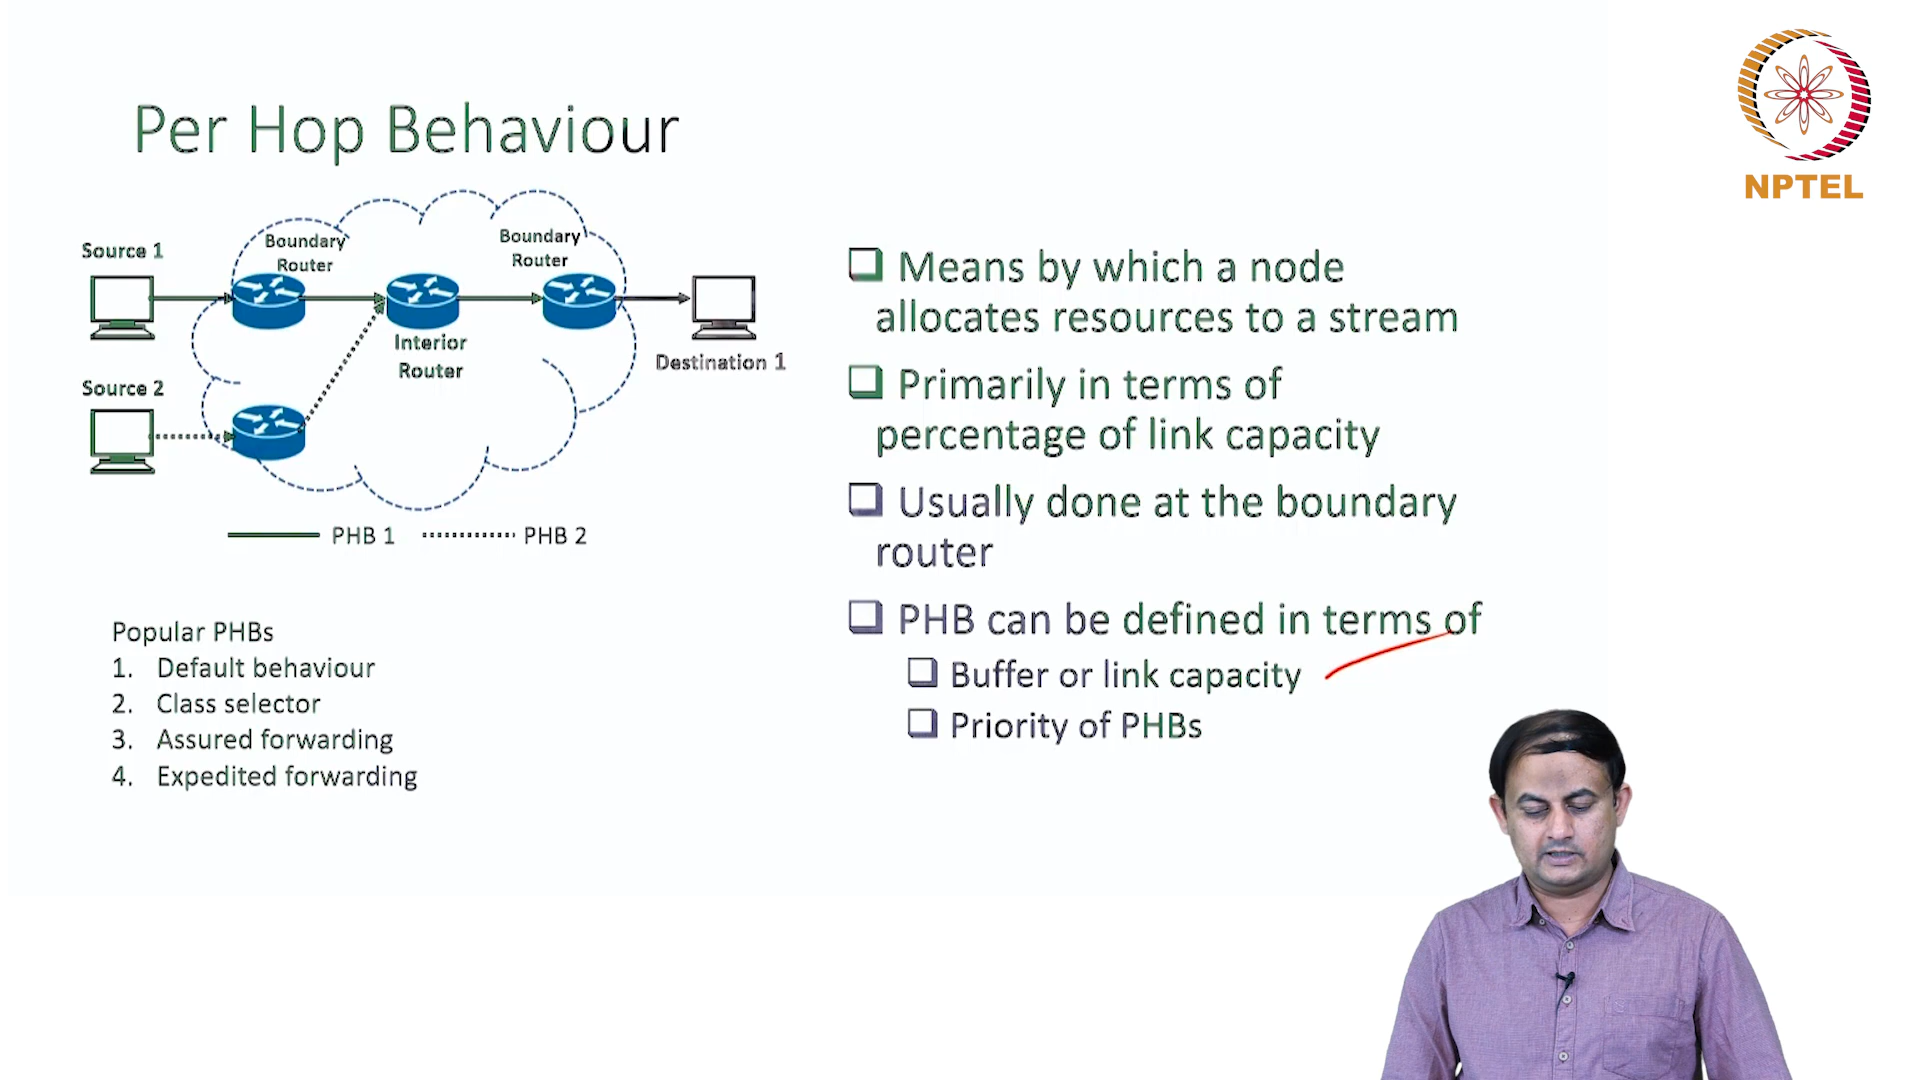 Per Hop Behaviour
NPTEL
Source 1
Boundary
Router
Boundary
Router
Interior
Router
Destination 1
Source 2
PHB 1
PHB 2
Popular PHBs
1. Default behaviour
2. Class selector
3. Assured forwarding
4. Expedited forwarding
Means by which a node
allocates resources to a stream
Primarily in terms of
percentage of link capacity
Usually done at the boundary
router
PHB can be defined in terms of
Buffer or link capacity
Priority of PHBs